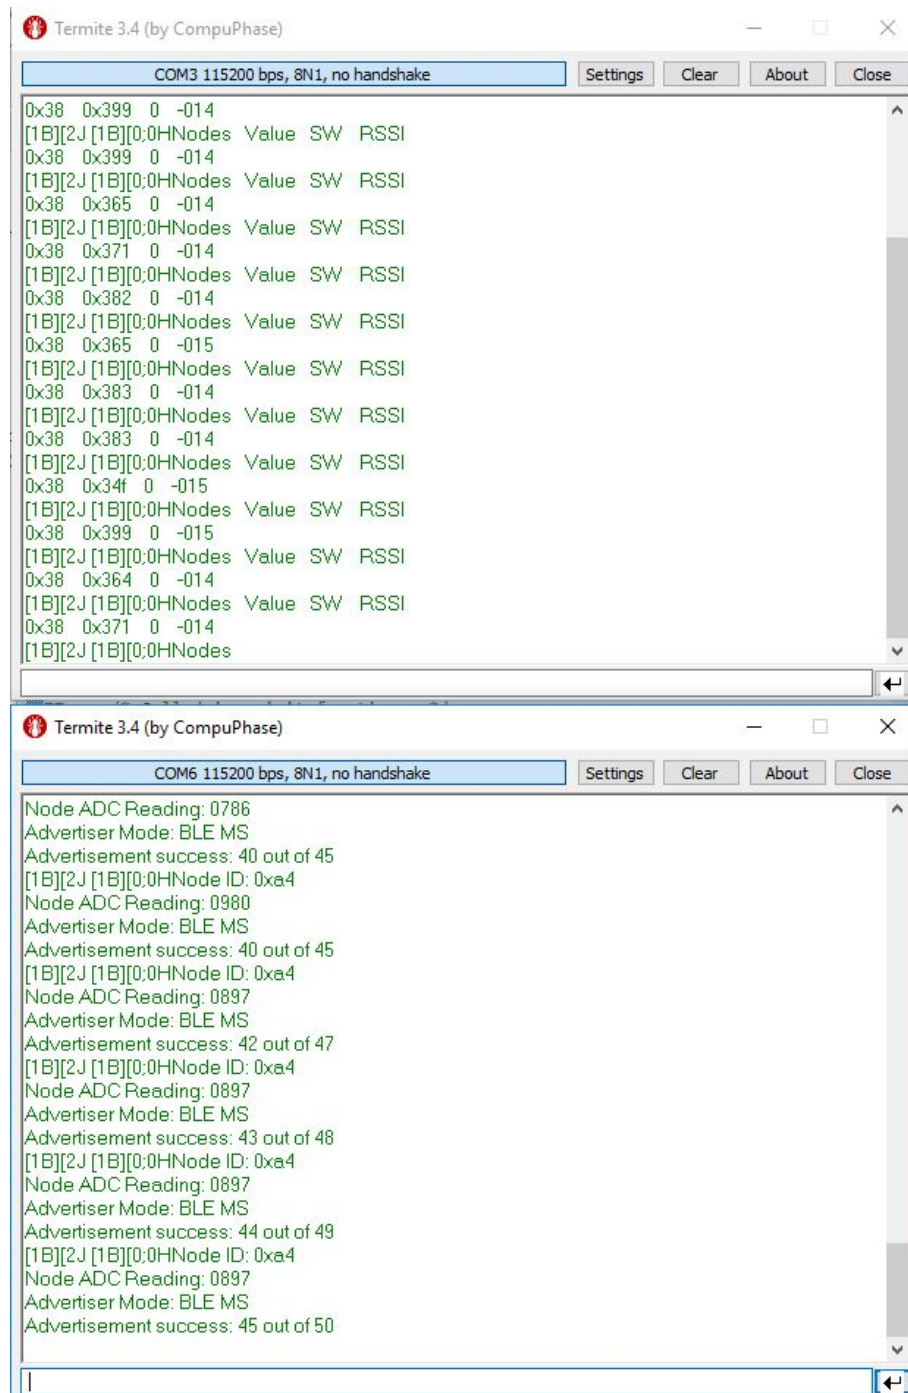 Termite 3.4 (by CompuPhase)
COM3 115200 bps, 8N1, no handshake Settings Clear About Close
0x38 0x399 0 -014
[1B][2J [1B][0;0HNodes Value SW RSSI
0x38 0x399 0 -014
[1B][2J [1B][0;0HNodes Value SW RSSI
0x38 0x365 0 -014
[1B][2J [1B][0;0HNodes Value SW RSSI
0x38 0x371 0 -014
[1B][2J [1B][0;0HNodes Value SW RSSI
0x38 0x382 0 -014
[1B][2J [1B][0;0HNodes Value SW RSSI
0x38 0x365 0 -015
[1B][2J [1B][0;0HNodes Value SW RSSI
0x38 0x383 0 -014
[1B][2J [1B][0;0HNodes Value SW RSSI
0x38 0x383 0 -014
[1B][2J [1B][0;0HNodes Value SW RSSI
0x38 0x34f 0 -015
[1B][2J [1B][0;0HNodes Value SW RSSI
0x38 0x399 0 -015
[1B][2J [1B][0;0HNodes Value SW RSSI
0x38 0x364 0 -014
[1B][2J [1B][0;0HNodes Value SW RSSI
0x38 0x371 0 -014
[1B][2J [1B][0;0HNodes
Termite 3.4 (by CompuPhase)
COM6 115200 bps, 8N1, no handshake Settings Clear About Close
Node ADC Reading: 0786
Advertiser Mode: BLE MS
Advertisement success: 40 out of 45
[1B][2J [1B][0;0HNode ID: 0xa4
Node ADC Reading: 0980
Advertiser Mode: BLE MS
Advertisement success: 40 out of 45
[1B][2J [1B][0;0HNode ID: 0xa4
Node ADC Reading: 0897
Advertiser Mode: BLE MS
Advertisement success: 42 out of 47
[1B][2J [1B][0;0HNode ID: 0xa4
Node ADC Reading: 0897
Advertiser Mode: BLE MS
Advertisement success: 43 out of 48
[1B][2J [1B][0;0HNode ID: 0xa4
Node ADC Reading: 0897
Advertiser Mode: BLE MS
Advertisement success: 44 out of 49
[1B][2J [1B][0;0HNode ID: 0xa4
Node ADC Reading: 0897
Advertiser Mode: BLE MS
Advertisement success: 45 out of 50